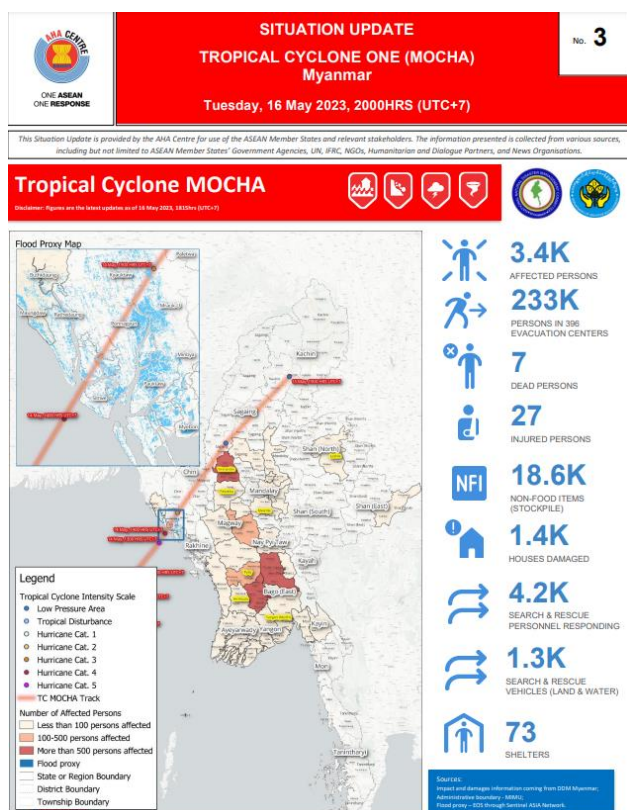 AHA CENTRE
ONE ASEAN
ONE RESPONSE
SITUATION UPDATE
TROPICAL CYCLONE ONE (MOCHA)
Myanmar
Tuesday, 16 May 2023, 2000HRS (UTC+7)
No. 3
This Situation Update is provided by the AHA Centre for use of the ASEAN Member States and relevant stakeholders. The information presented is collected from various sources,
including but not limited to ASEAN Member States' Government Agencies, UN, IFRC, NGOs, Humanitarian and Dialogue Partners, and News Organisations.
Tropical Cyclone MOCHA
Disclaimer: Figures are the latest updates as of 16 May 2023, 1815hrs (UTC+7)
Flood Proxy Map
Kachin
Sagaing
Shan (North)
Chin
Mandalay
Shan (East)
Shan (South)
Magway
Nay Pyi Taw
Rakhine
Kayah
Bago (East)
Ayeyarwady
Yangon
Kayin
Mon
Tanintharyi
Legend
Tropical Cyclone Intensity Scale
Low Pressure Area
Tropical Disturbance
Hurricane Cat. 1
Hurricane Cat. 2
Hurricane Cat. 3
Hurricane Cat. 4
Hurricane Cat. 5
TC MOCHA Track
Number of Affected Persons
Less than 100 persons affected
100-500 persons affected
More than 500 persons affected
Flood proxy
State or Region Boundary
District Boundary
Township Boundary
3.4K
AFFECTED PERSONS
233K
PERSONS IN 396
EVACUATION CENTERS
7
DEAD PERSONS
27
INJURED PERSONS
NFI
18.6K
NON-FOOD ITEMS
(STOCKPILE)
1.4K
HOUSES DAMAGED
4.2K
SEARCH & RESCUE
PERSONNEL RESPONDING
1.3K
SEARCH & RESCUE
VEHICLES (LAND & WATER)
73
SHELTERS
Sources:
Impact and damages information coming from DDM Myanmar;
Administrative boundary - MIMU;
Flood proxy – EOS through Sentinel ASIA Network.